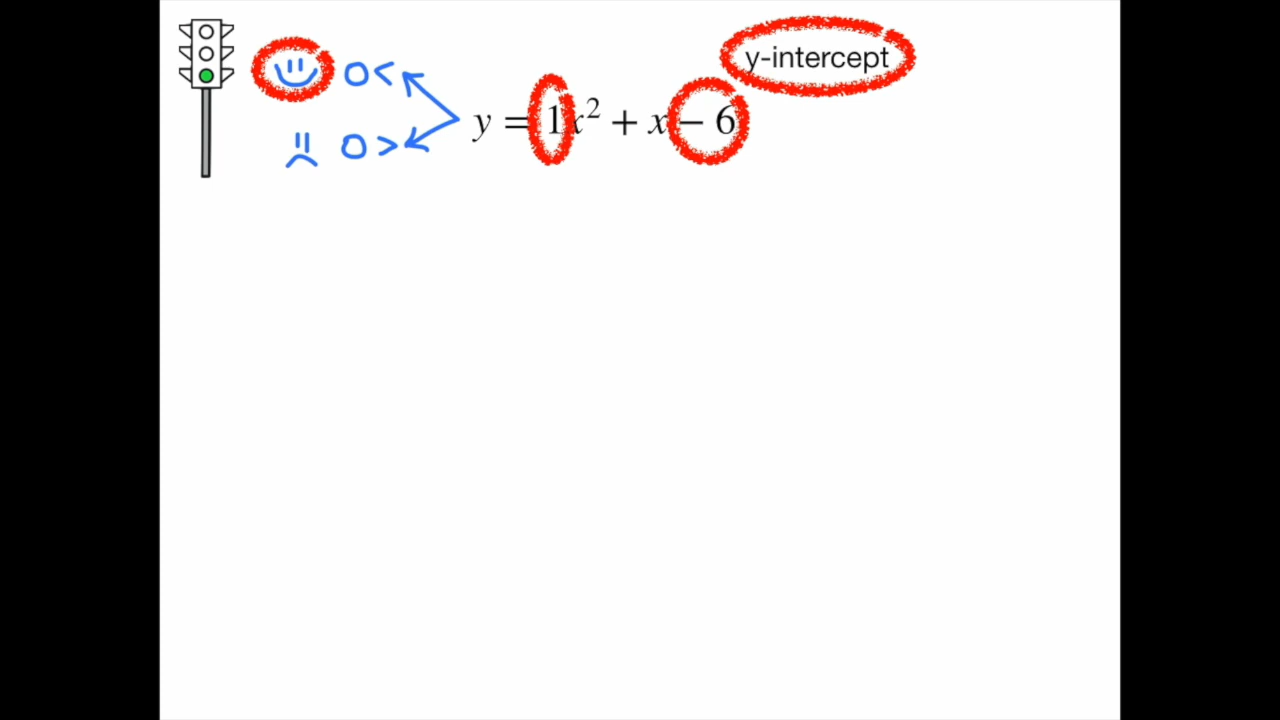 y-intercept
0 <
y = 1x² + x − 6
0 >